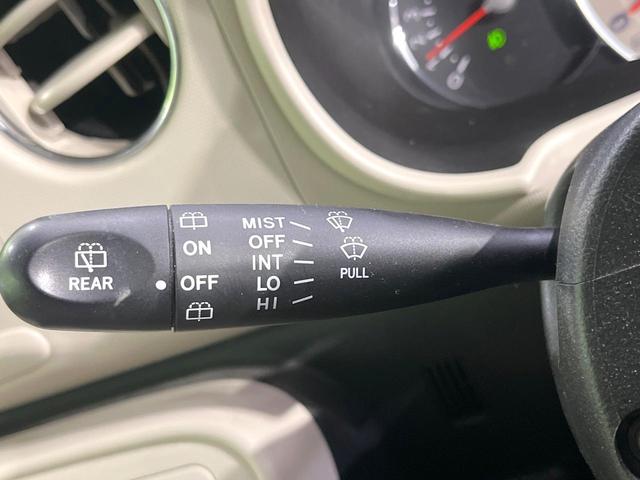 REAR
ON
OFF
MIST
OFF
INT
LO
HI
PULL